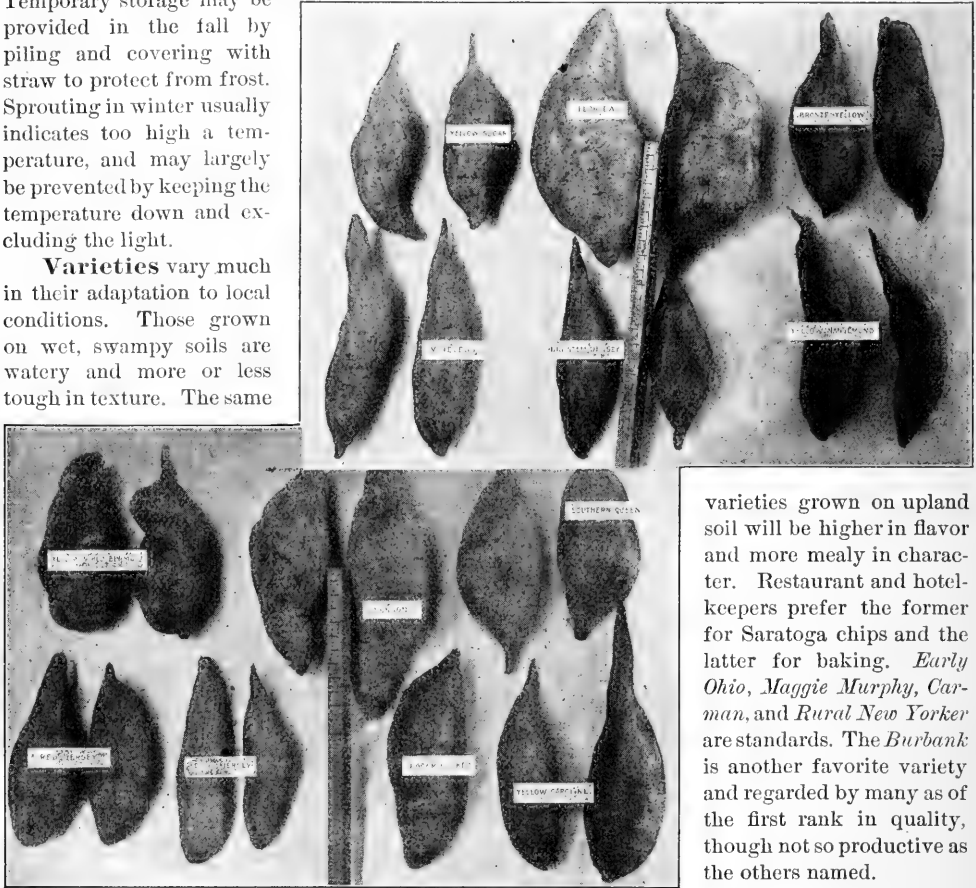 Temporary storage may be
provided in the fall by
piling and covering with
straw to protect from frost.
Sprouting in winter usually
indicates too high a tem-
perature, and may largely
be prevented by keeping the
temperature down and ex-
cluding the light.
Varieties vary much
in their adaptation to local
conditions. Those grown
on wet, swampy soils are
watery and more or less
tough in texture. The same
YELLOW SUGAR
BRONZE YELLOW
YELLOW NANSEMOND
SOUTHERN QUEEN
RED JERSEY
YELLOW CAROLINE
varieties grown on upland
soil will be higher in flavor
and more mealy in charac-
ter. Restaurant and hotel-
keepers prefer the former
for Saratoga chips and the
latter for baking. Early
Ohio, Maggie Murphy, Car-
man, and Rural New Yorker
are standards. The Burbank
is another favorite variety
and regarded by many as of
the first rank in quality,
though not so productive as
the others named.